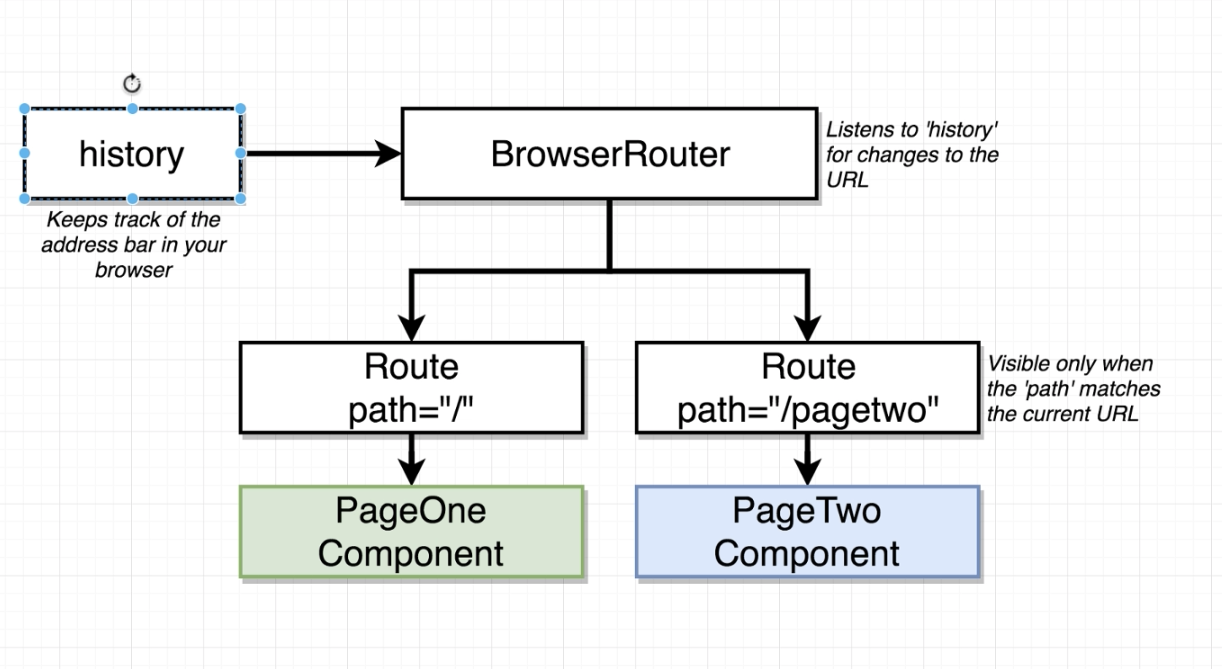 history
Keeps track of the
address bar in your
browser
BrowserRouter
Listens to 'history'
for changes to the
URL
Route
path="/"
Route
path="/pagetwo"
Visible only when
the 'path' matches
the current URL
PageOne
Component
PageTwo
Component